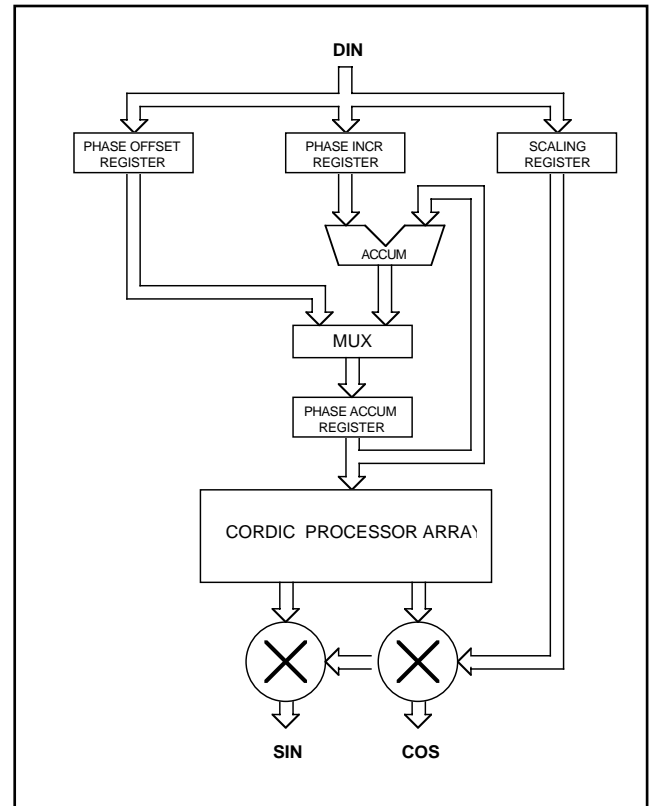 DIN
PHASE OFFSET
REGISTER
PHASE INCR
REGISTER
SCALING
REGISTER
ACCUM
MUX
PHASE ACCUM
REGISTER
CORDIC PROCESSOR ARRAY
SIN
COS